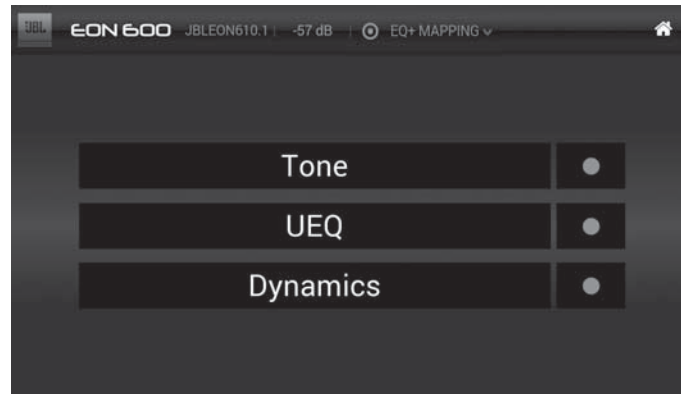 JBL EON 600 JBLEON610.1 | -57 dB | EQ+ MAPPING
Tone
UEQ
Dynamics